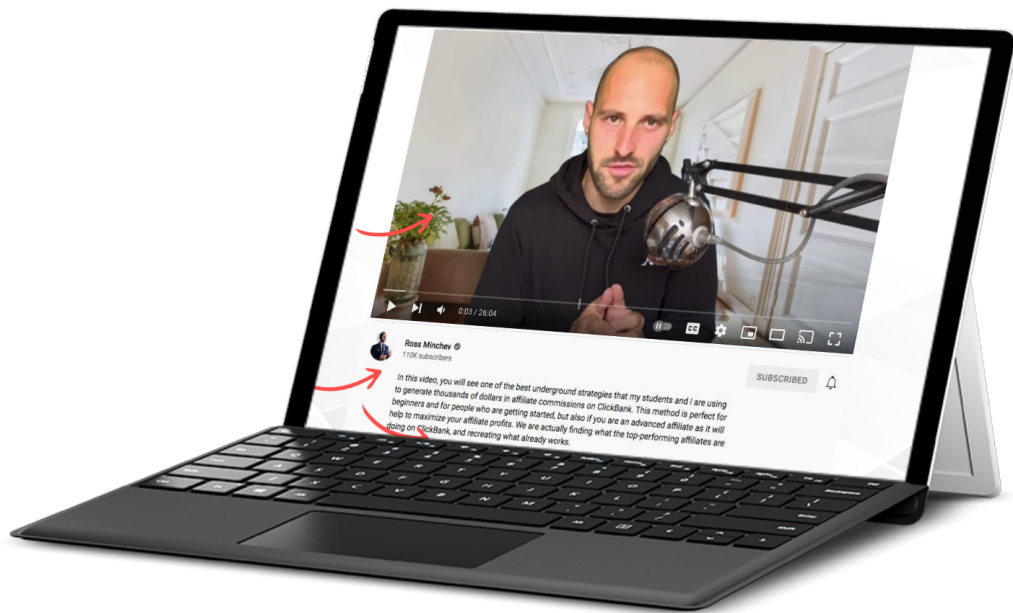 0:03 / 26:04
CC
Ross Minchev
110K subscribers
SUBSCRIBED
In this video, you will see one of the best underground strategies that my students and I are using
to generate thousands of dollars in affiliate commissions on ClickBank. This method is perfect for
beginners and for people who are getting started, but also if you are an advanced affiliate as it will
help to maximize your affiliate profits. We are actually finding what the top-performing affiliates are
doing on ClickBank, and recreating what already works.